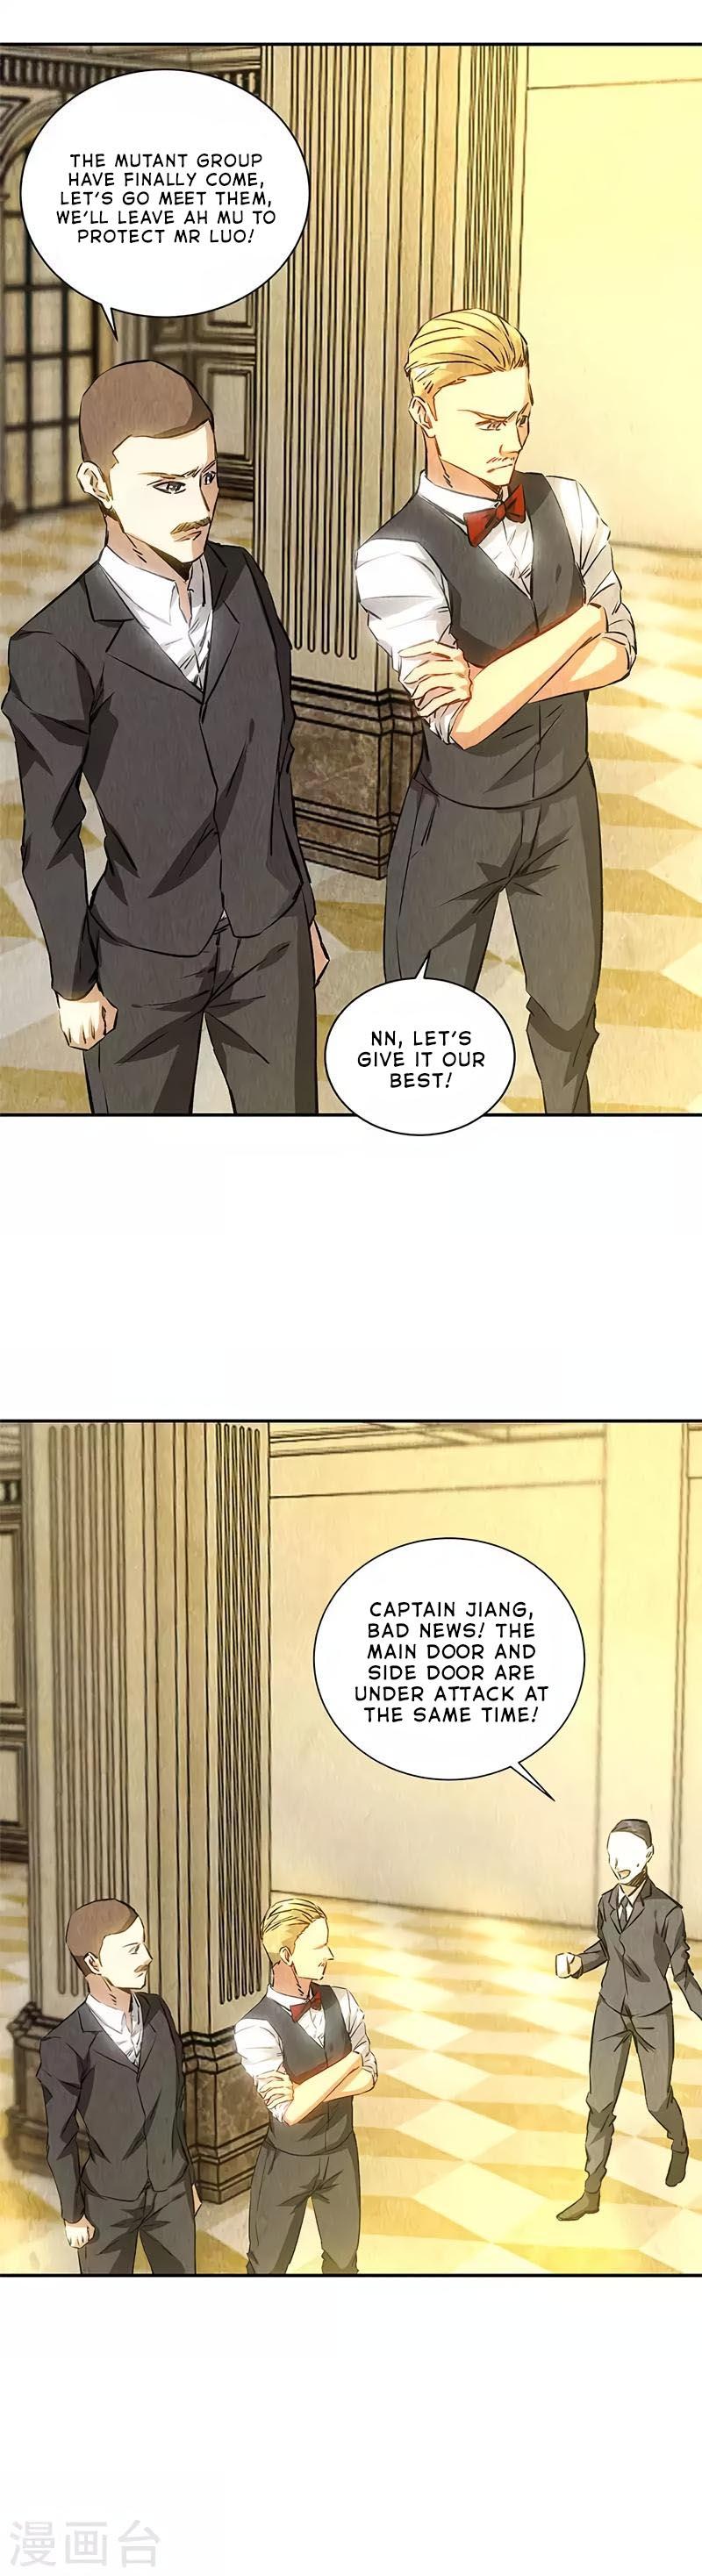 THE MUTANT GROUP
HAVE FINALLY COME,
LET'S GO MEET THEM,
WE'LL LEAVE AH MU TO
PROTECT MR LUO!
NN, LET'S
GIVE IT OUR
BEST!
CAPTAIN JIANG,
BAD NEWS! THE
MAIN DOOR AND
SIDE DOOR ARE
UNDER ATTACK AT
THE SAME TIME!
漫画台